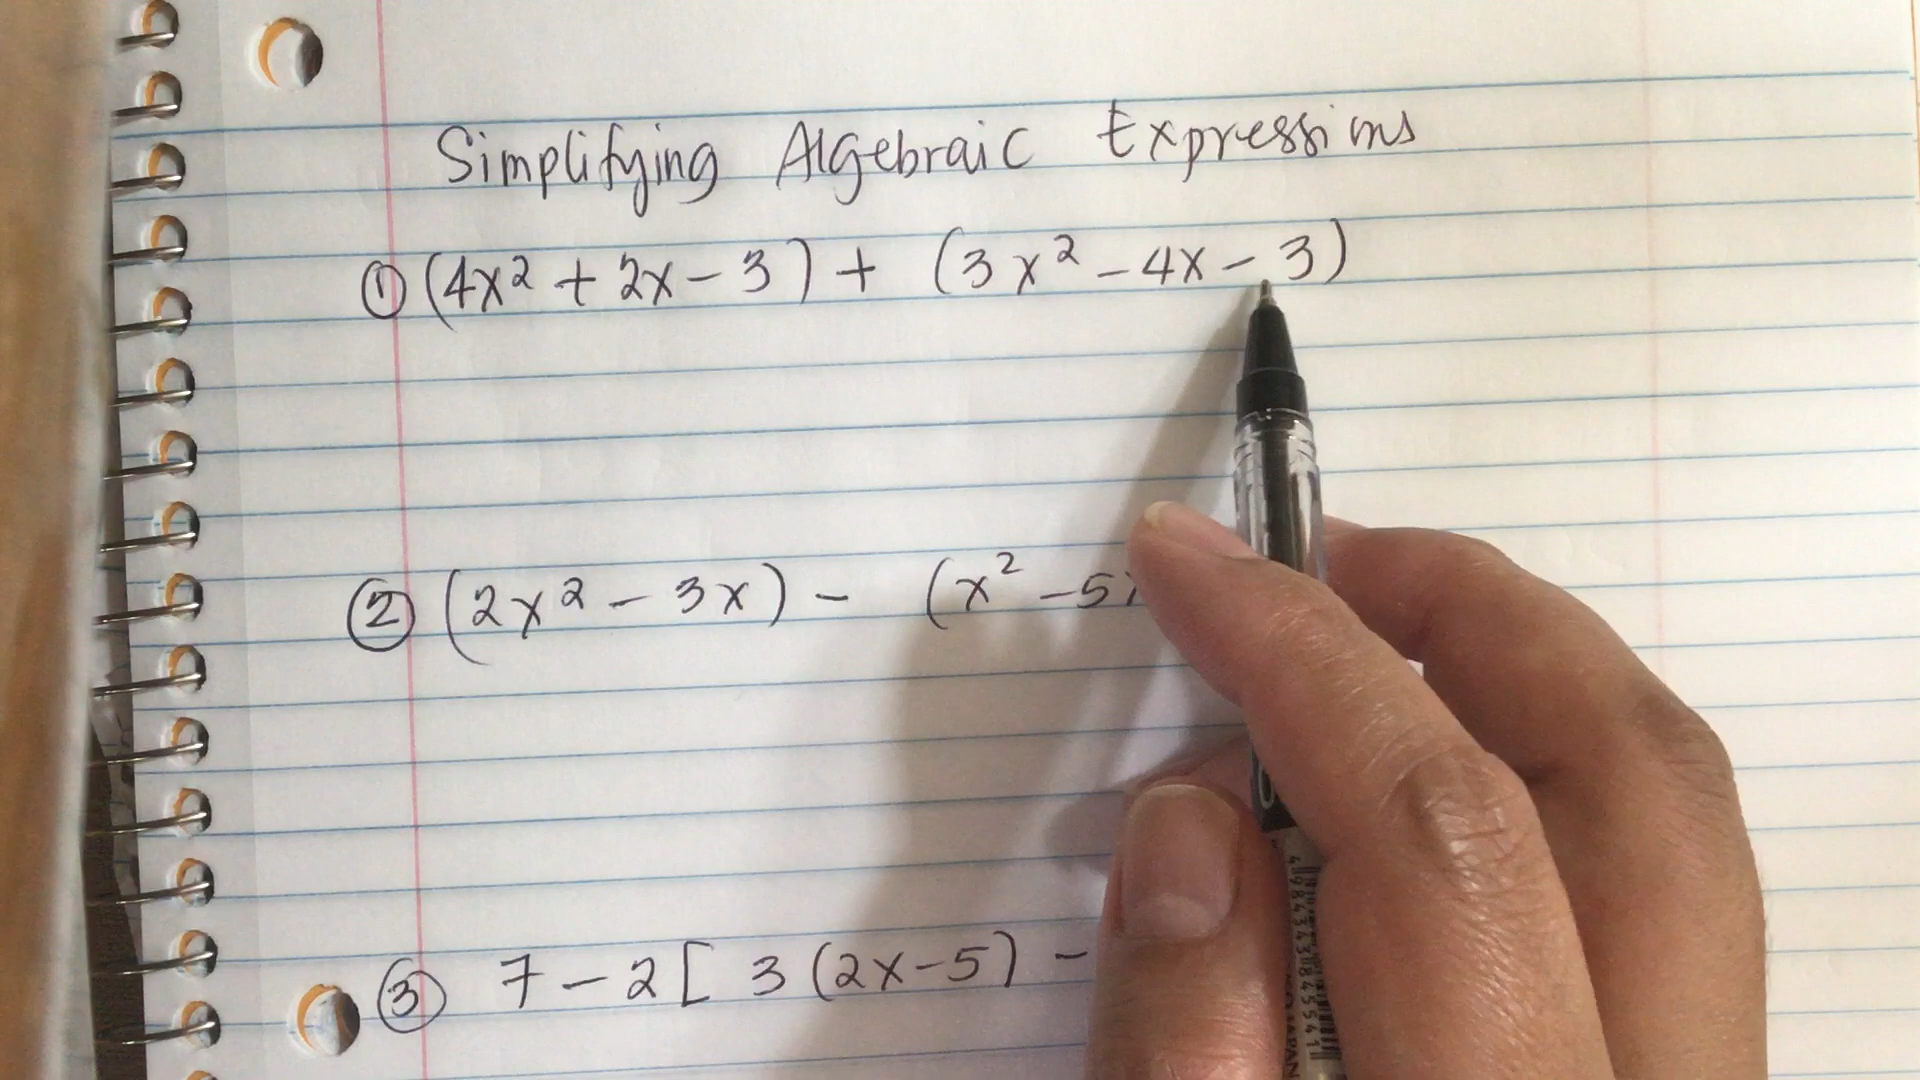 Simplifying Algebraic Expressions
① (4x² + 2x - 3) + (3x² - 4x - 3)
② (2x² - 3x) - (x² - 5x
③ 7 - 2 [ 3 (2x - 5) -